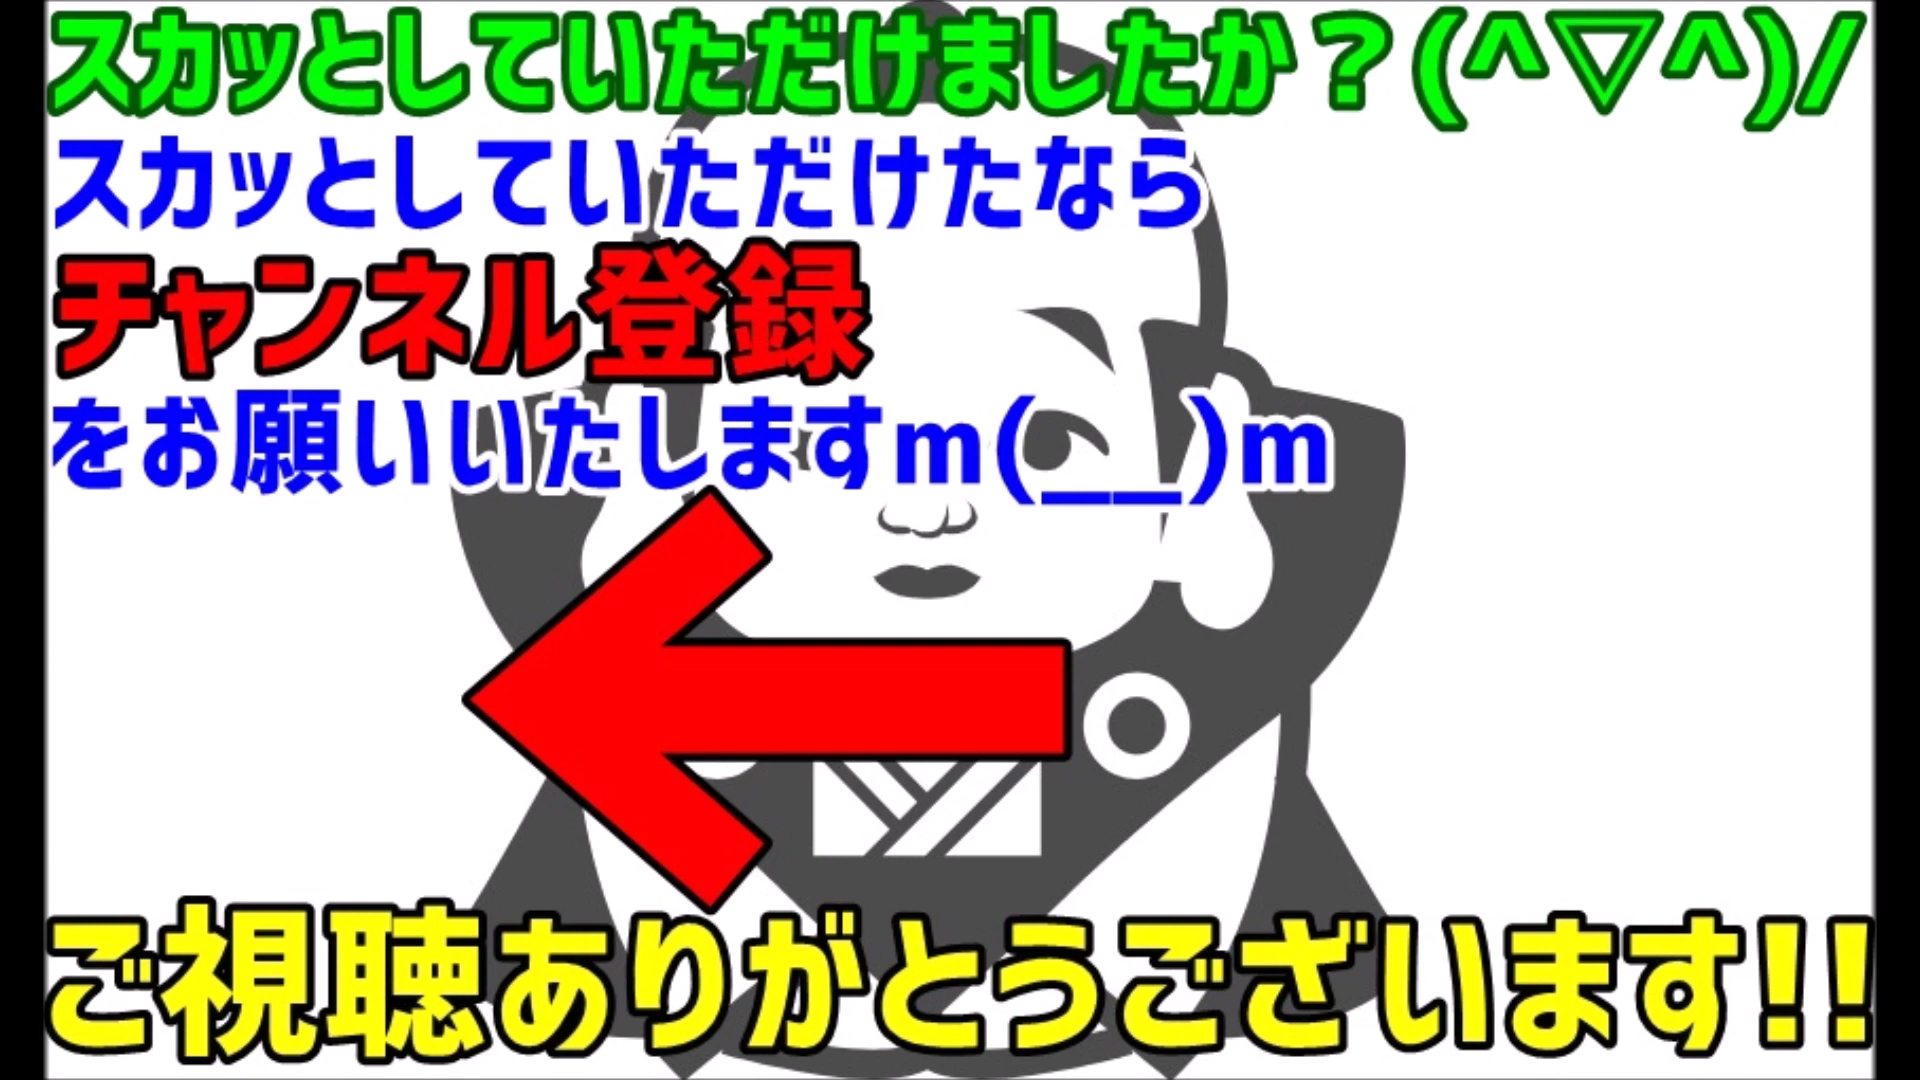 スカッとしていただけましたか？(^▽^)/
スカッとしていただけたなら
チャンネル登録
をお願いいたしますm(__)m
ご視聴ありがとうございます!!